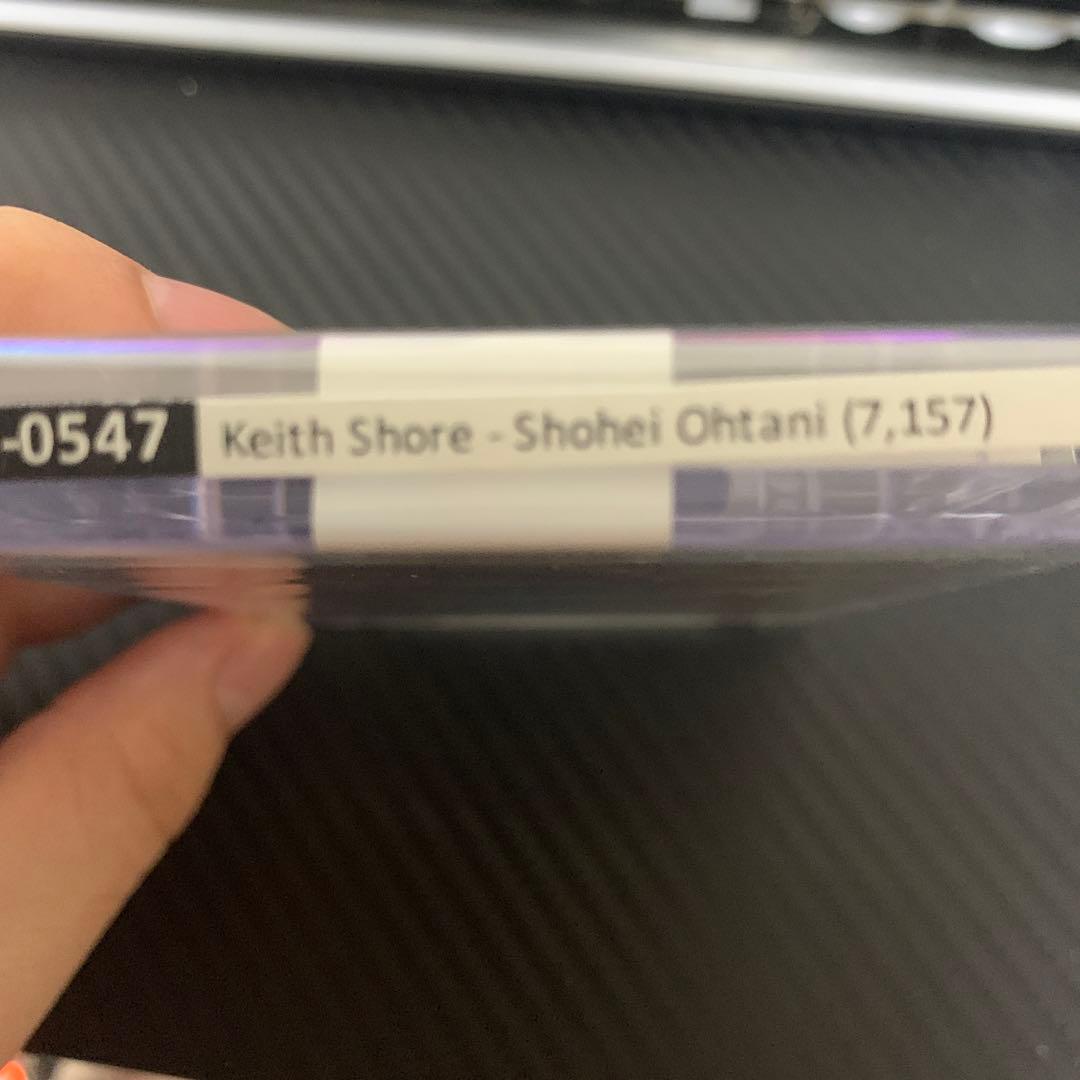 -0547 Keith Shore - Shohei Ohtani (7,157)